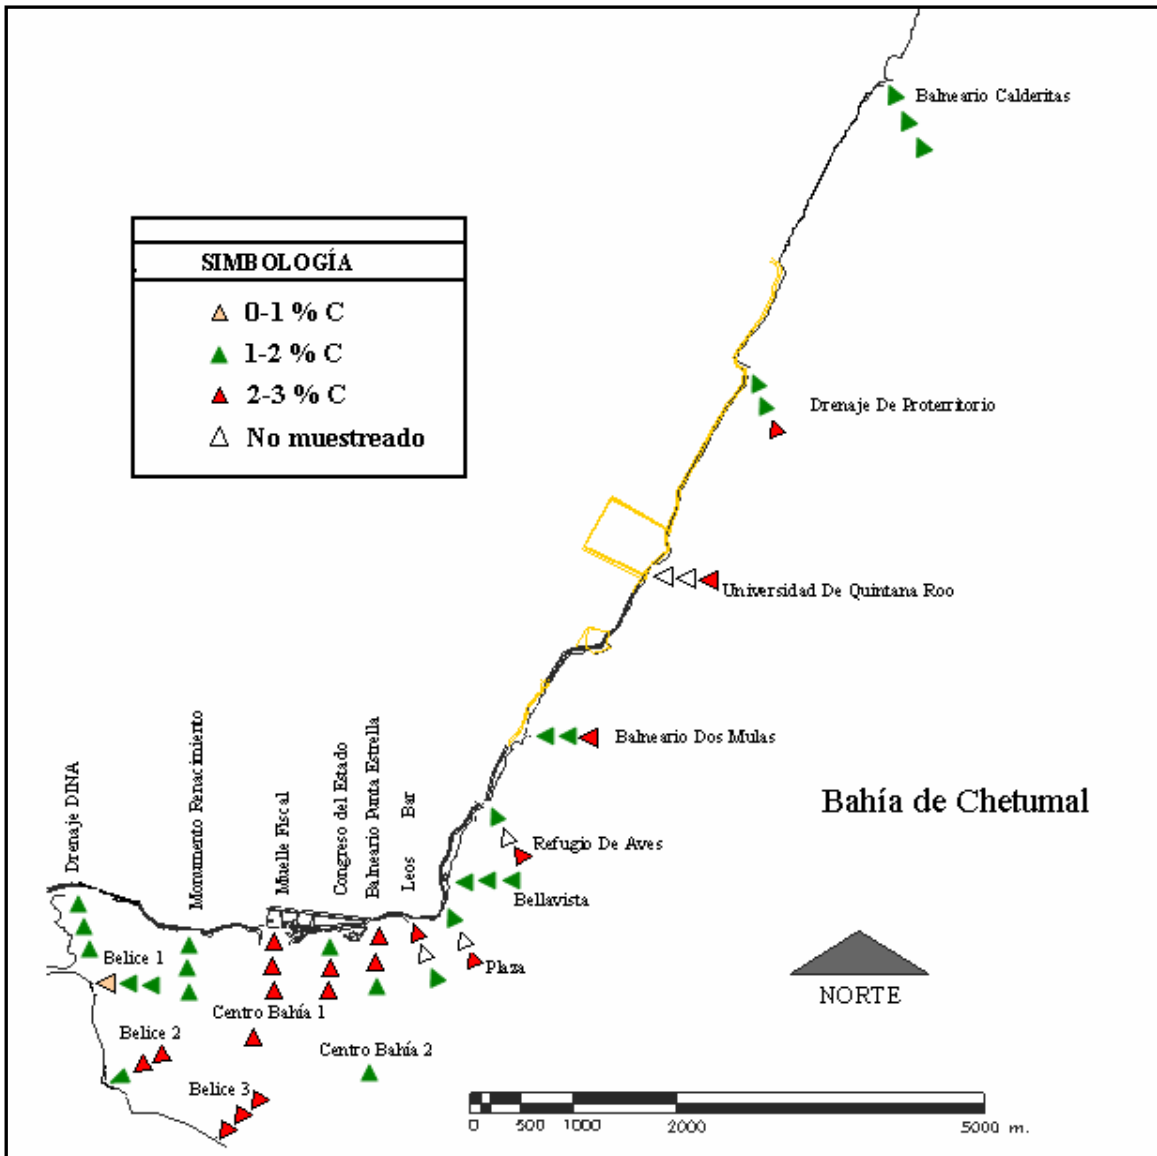 Balneario Calderitas
SIMBOLOGÍA
0-1 % C
1-2 % C
2-3 % C
No muestreado
Drenaje De Proterritorio
Universidad De Quintana Roo
Balneario Dos Mulas
Bahía de Chetumal
Drenaje DINA
Monumento Renacimiento
Muelle Fiscal
Congreso del Estado
Balneario Punta Estrella
Leos Bar
Refugio De Aves
Bellavista
Plaza
Belice 1
NORTE
Centro Bahía 1
Belice 2
Centro Bahía 2
Belice 3
0 500 1000 2000 5000 m.